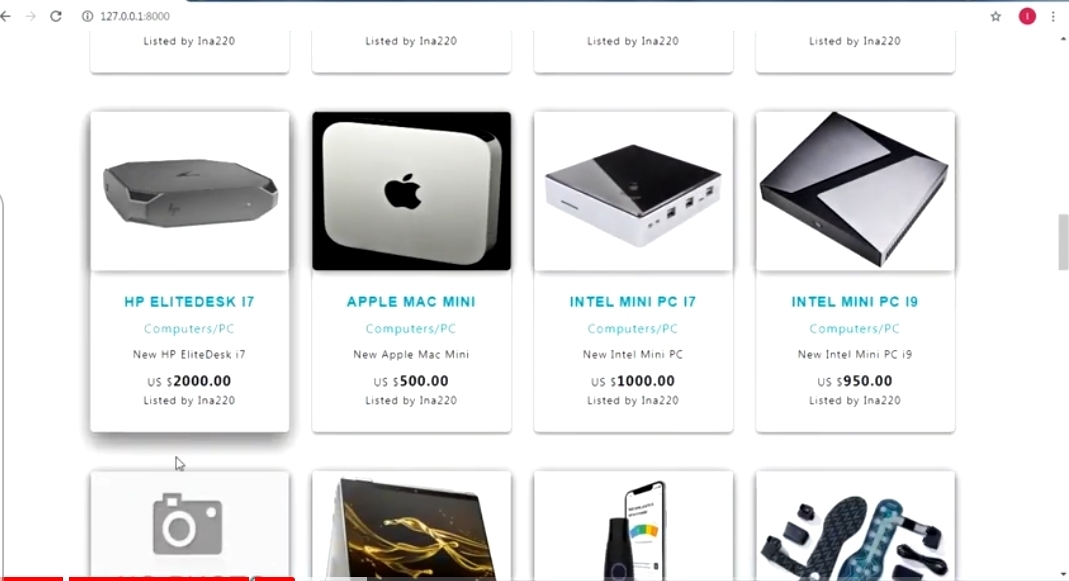 127.0.0.1:8000
Listed by Ina220
Listed by Ina220
Listed by Ina220
Listed by Ina220
HP ELITEDESK I7
Computers/PC
New HP EliteDesk i7
US $2000.00
Listed by Ina220
APPLE MAC MINI
Computers/PC
New Apple Mac Mini
US $500.00
Listed by Ina220
INTEL MINI PC I7
Computers/PC
New Intel Mini PC
US $1000.00
Listed by Ina220
INTEL MINI PC I9
Computers/PC
New Intel Mini PC i9
US $950.00
Listed by Ina220